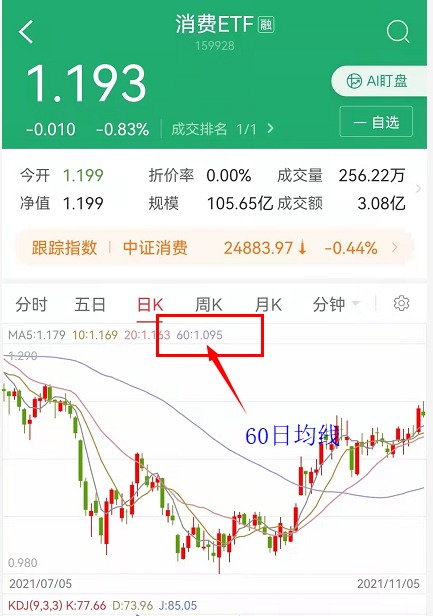 消费ETF 融
159928
1.193
AI盯盘
-0.010 -0.83% 成交排名 1/1
一 自选
今开 1.199 折价率 0.00% 成交量 256.22万
净值 1.199 规模 105.65亿 成交额 3.08亿
跟踪指数 中证消费 24883.97 -0.44%
分时 五日 日K 周K 月K 分钟
MA5:1.179 10:1.169 20:1.163 60:1.095
1.290
60日均线
0.980
2021/07/05 2021/11/05
KDJ(9,3,3) K:77.66 D:73.96 J:85.05